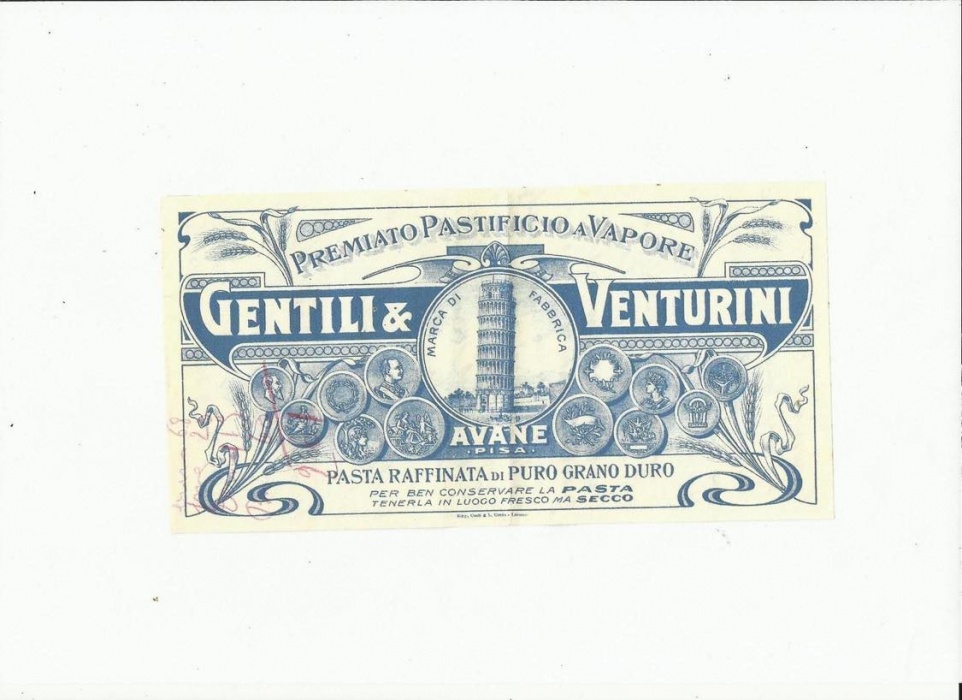 PREMIATO PASTIFICIO A VAPORE
GENTILI & VENTURINI
MARCA DI FABBRICA
AVANE
·PISA·
PASTA RAFFINATA DI PURO GRANO DURO
PER BEN CONSERVARE LA PASTA
TENERLA IN LUOGO FRESCO MA SECCO